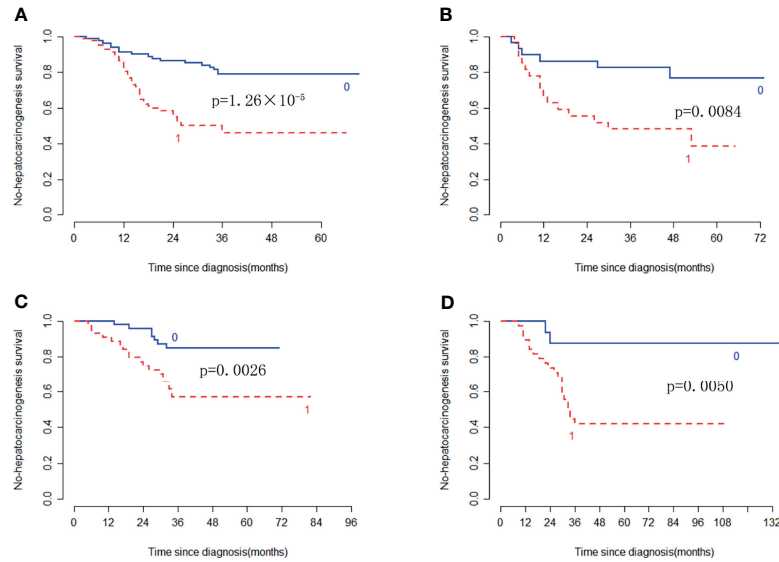 A
No-hepatocarcinogenesis survival
1.0
0.8
0.6
0.4
0.2
0.0
p=1.26×10⁻⁵
0
1
0 12 24 36 48 60
Time since diagnosis(months)
B
No-hepatocarcinogenesis survival
1.0
0.8
0.6
0.4
0.2
0.0
p=0.0084
0
1
0 12 24 36 48 60 72
Time since diagnosis(months)
C
No-hepatocarcinogenesis survival
1.0
0.8
0.6
0.4
0.2
0.0
0
p=0.0026
1
0 12 24 36 48 60 72 84 96
Time since diagnosis(months)
D
No-hepatocarcinogenesis survival
1.0
0.8
0.6
0.4
0.2
0.0
0
p=0.0050
1
0 12 24 36 48 60 72 84 96 108 132
Time since diagnosis(months)